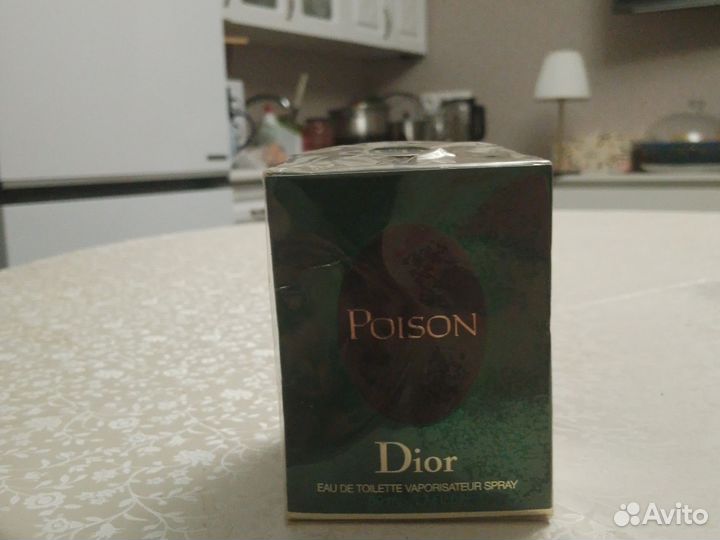 POISON
Dior
EAU DE TOILETTE VAPORISATEUR SPRAY
Avito